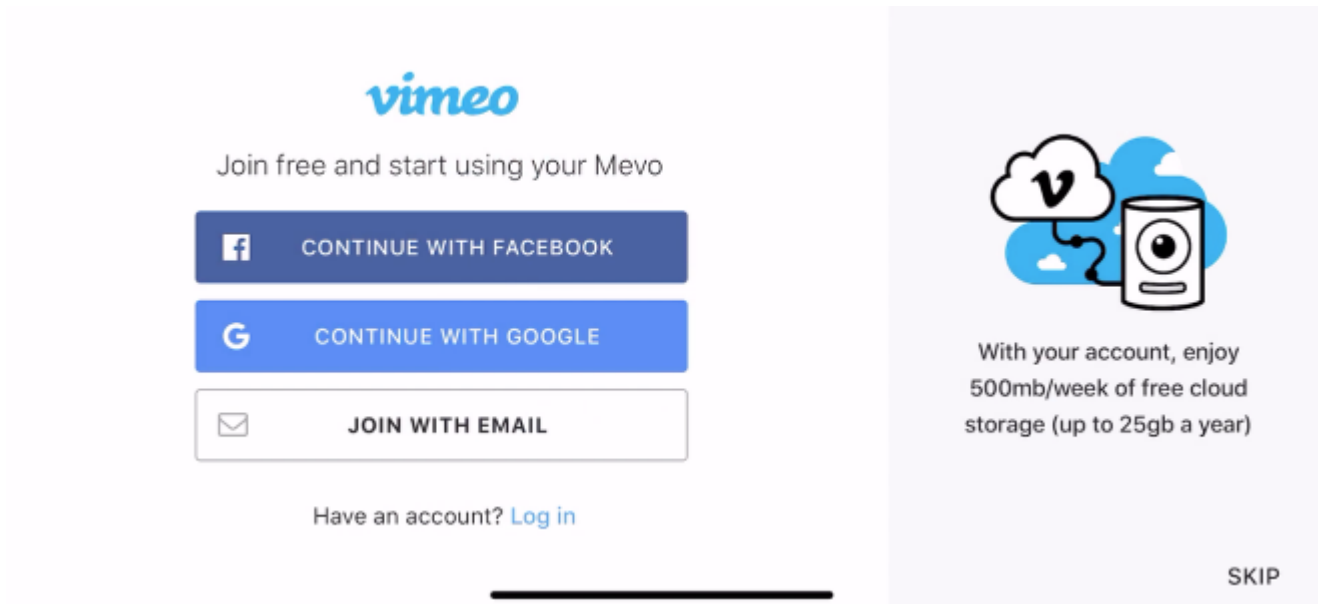 vimeo
Join free and start using your Mevo
CONTINUE WITH FACEBOOK
G CONTINUE WITH GOOGLE
JOIN WITH EMAIL
Have an account? Log in
v
With your account, enjoy
500mb/week of free cloud
storage (up to 25gb a year)
SKIP